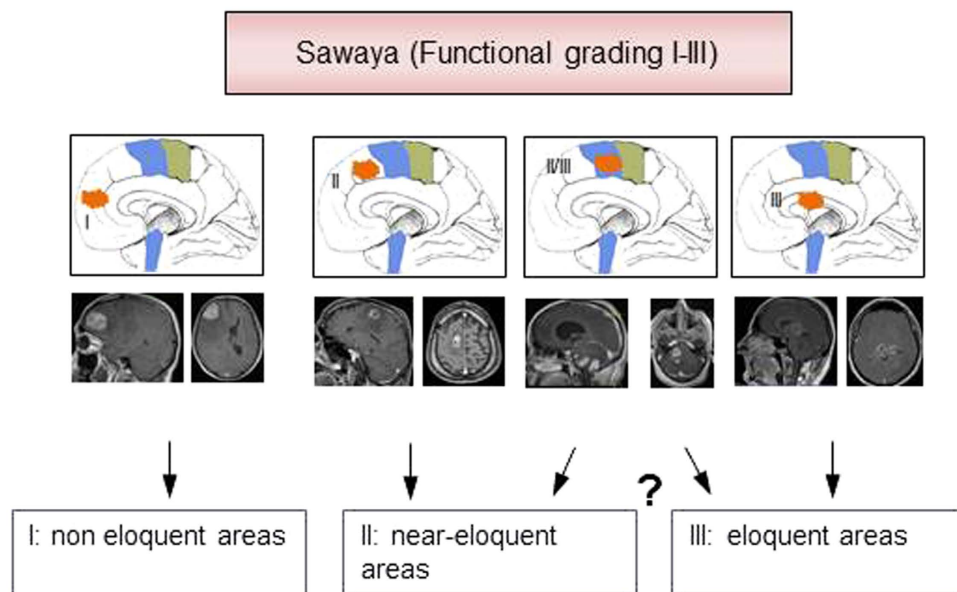 Sawaya (Functional grading I-III)
I
II
II/III
III
?
I: non eloquent areas
II: near-eloquent
areas
III: eloquent areas